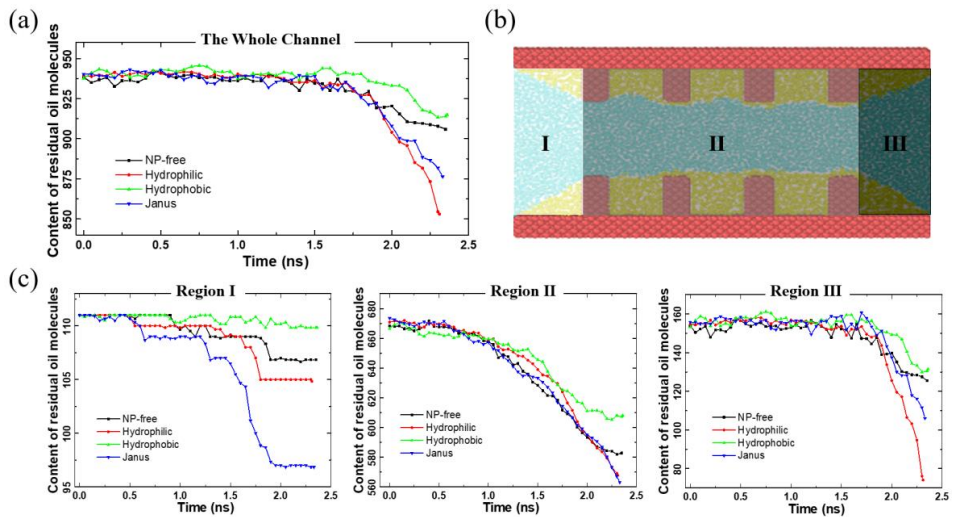 (a)
The Whole Channel
Content of residual oil molecules
940
925
900
875
850
NP-free
Hydrophilic
Hydrophobic
Janus
0.0 0.5 1.0 1.5 2.0 2.5
Time (ns)
(b)
I II III
(c)
Region I
Content of residual oil molecules
110
105
100
95
NP-free
Hydrophilic
Hydrophobic
Janus
0.0 0.5 1.0 1.5 2.0 2.5
Time (ns)
Region II
Content of residual oil molecules
680
660
640
620
600
580
560
NP-free
Hydrophilic
Hydrophobic
Janus
0.0 0.5 1.0 1.5 2.0 2.5
Time (ns)
Region III
Content of residual oil molecules
160
140
120
100
80
NP-free
Hydrophilic
Hydrophobic
Janus
0.0 0.5 1.0 1.5 2.0 2.5
Time (ns)